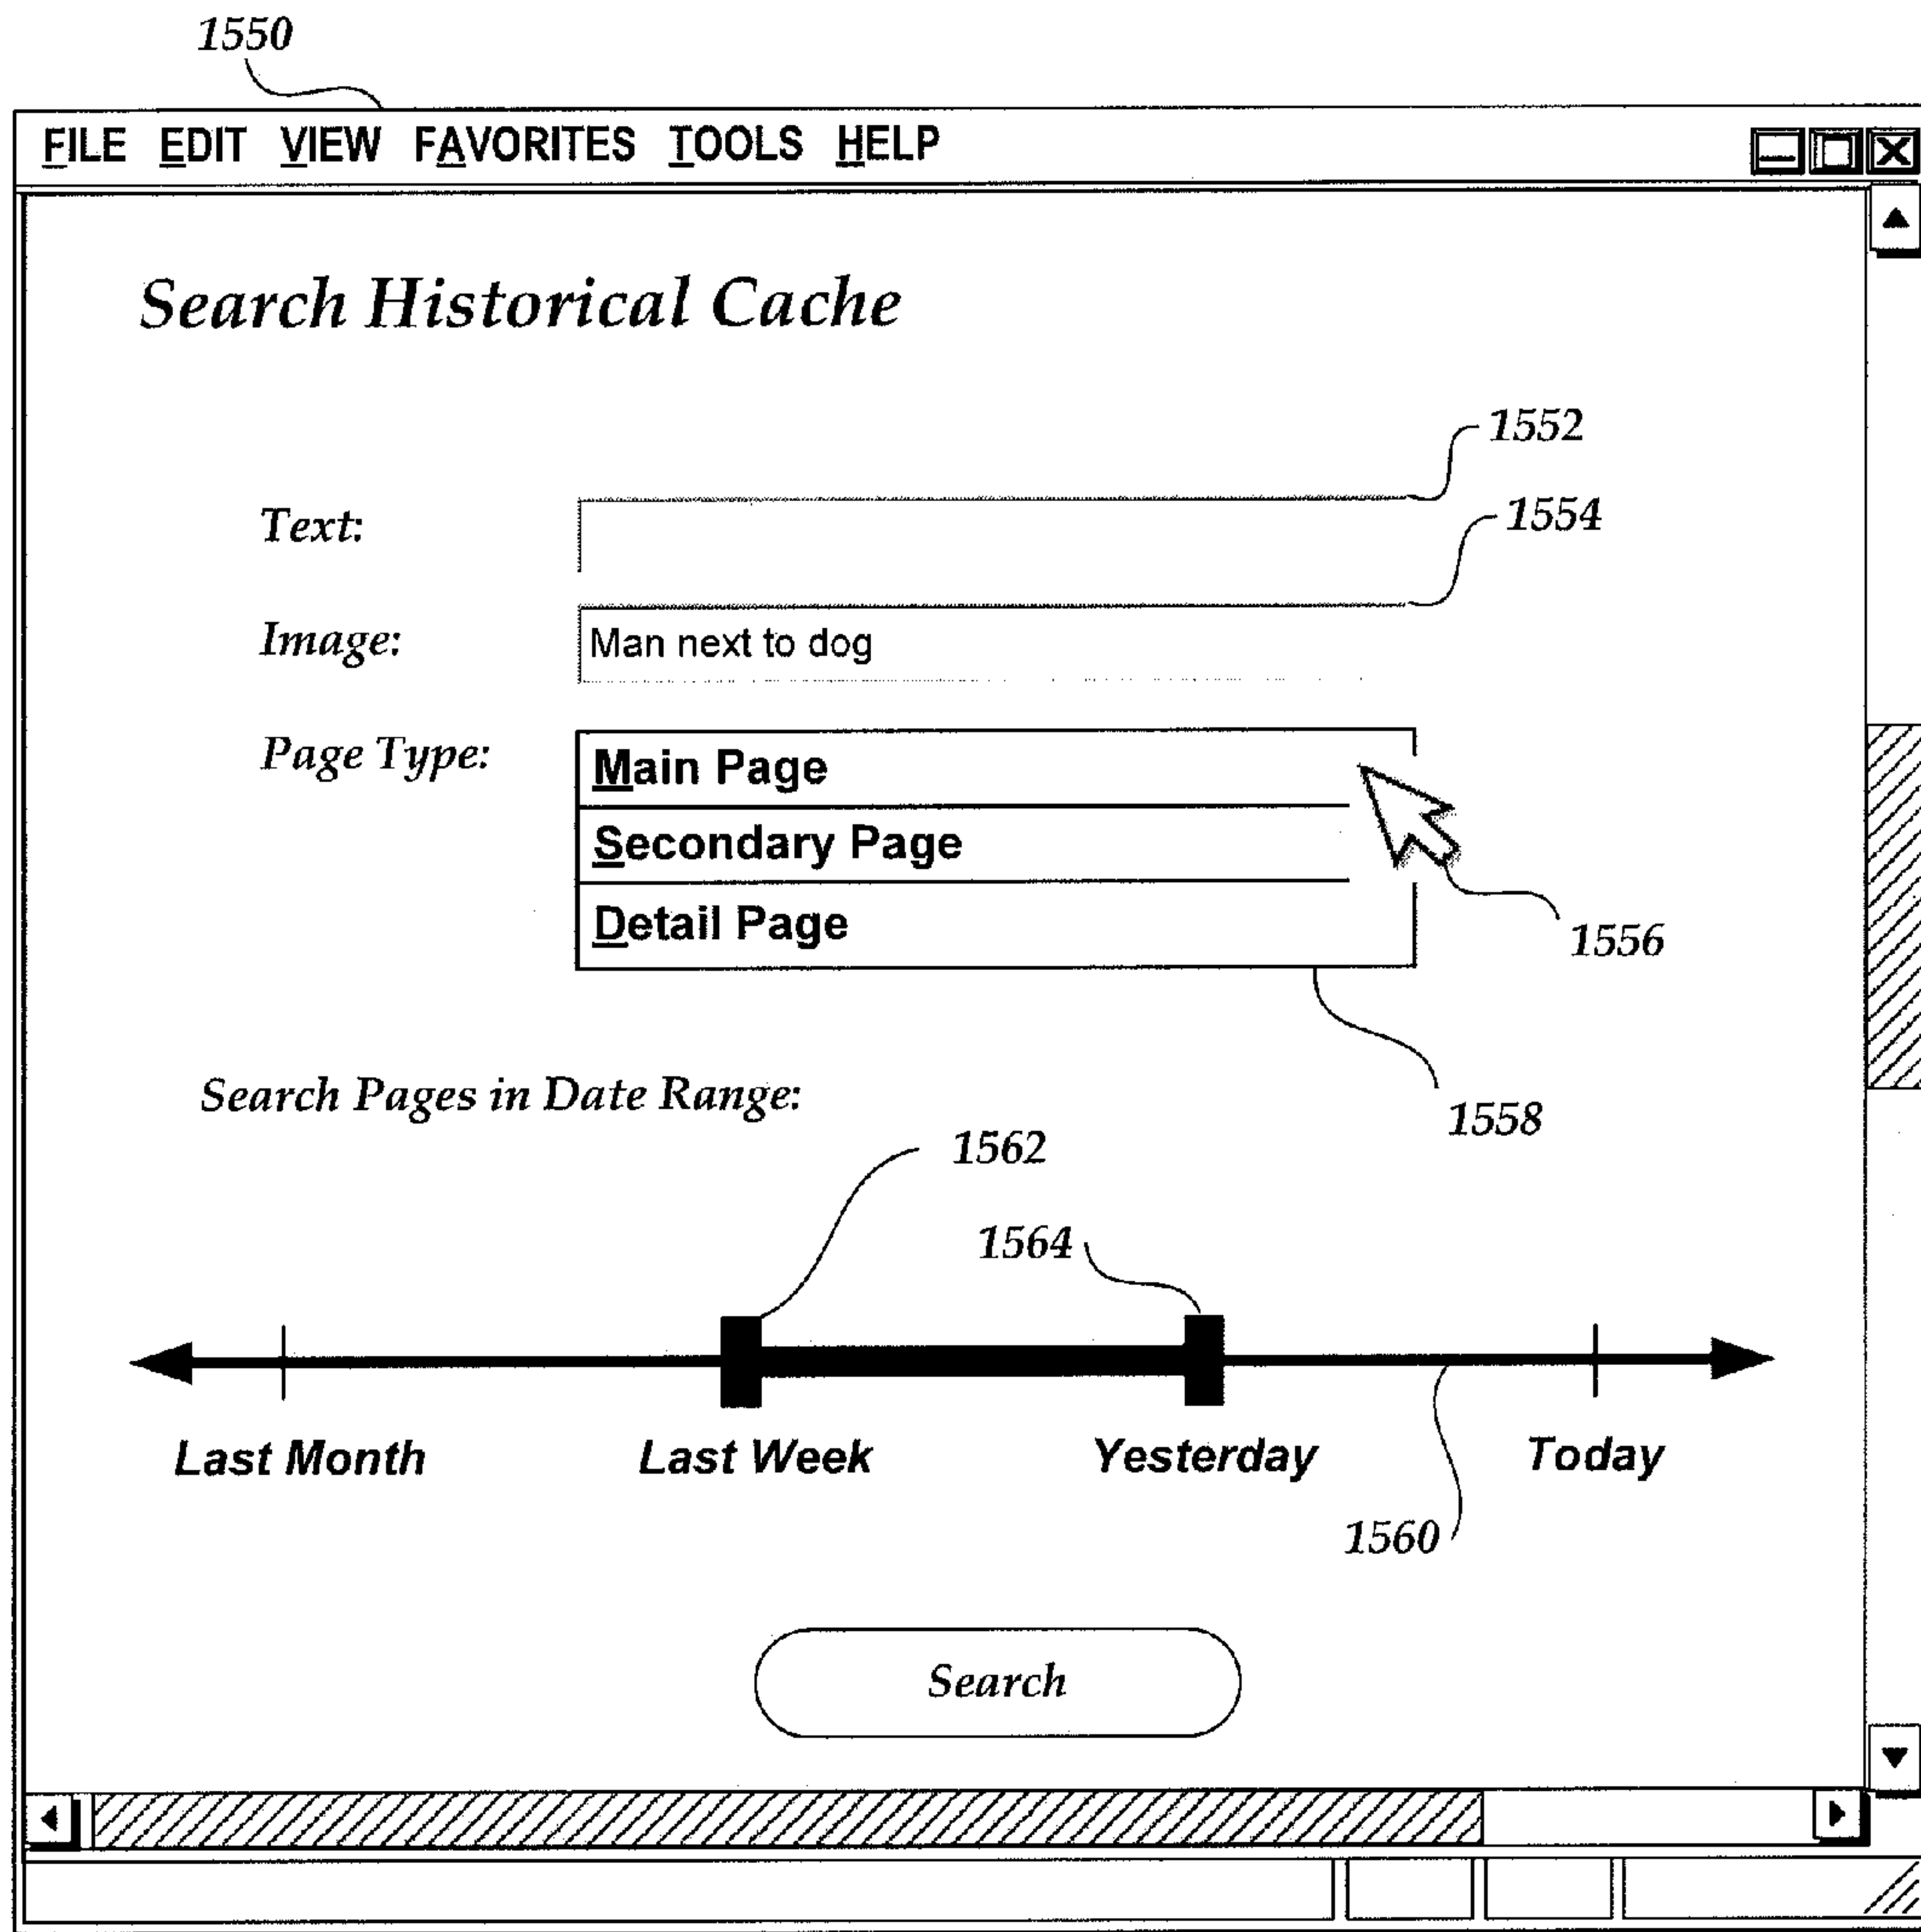 1550
FILE EDIT VIEW FAVORITES TOOLS HELP
Search Historical Cache
1552
Text:
1554
Image: Man next to dog
Page Type: Main Page
Secondary Page
Detail Page
1556
1558
Search Pages in Date Range:
1562
1564
Last Month Last Week Yesterday Today
1560
Search